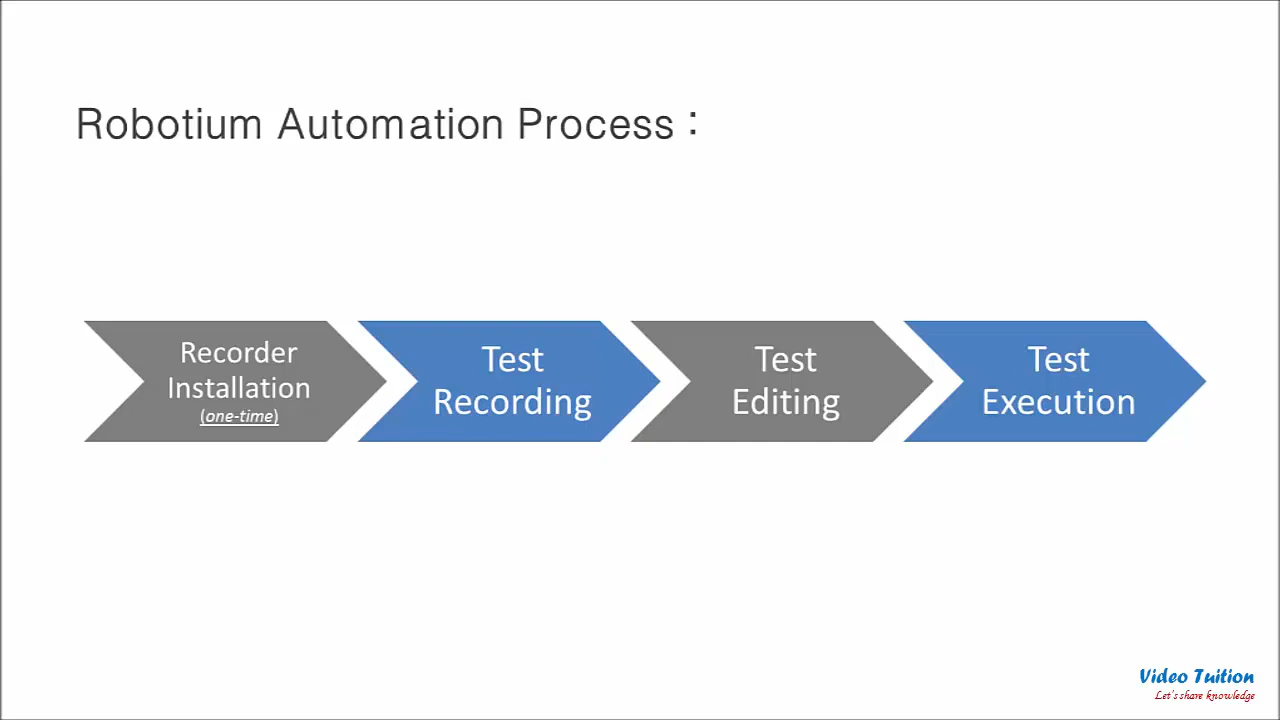 Robotium Automation Process :
Recorder
Installation
(one-time)
Test
Recording
Test
Editing
Test
Execution
Video Tuition
Let's share knowledge